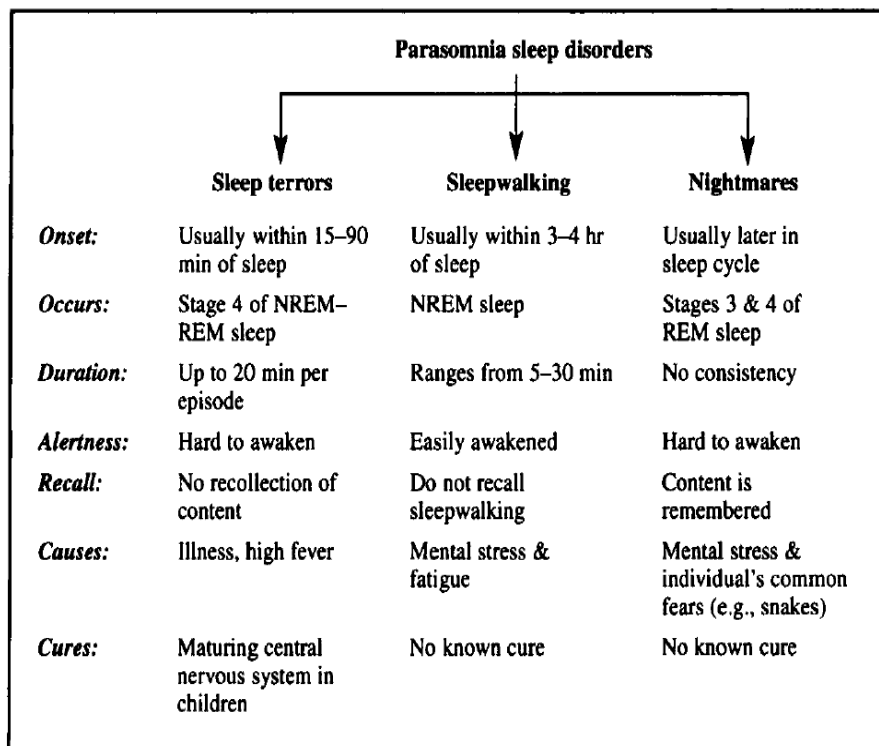 Parasomnia sleep disorders
Sleep terrors Sleepwalking Nightmares
Onset: Usually within 15–90 Usually within 3–4 hr Usually later in
min of sleep of sleep sleep cycle
Occurs: Stage 4 of NREM– NREM sleep Stages 3 & 4 of
REM sleep REM sleep
Duration: Up to 20 min per Ranges from 5–30 min No consistency
episode
Alertness: Hard to awaken Easily awakened Hard to awaken
Recall: No recollection of Do not recall Content is
content sleepwalking remembered
Causes: Illness, high fever Mental stress & Mental stress &
fatigue individual's common
fears (e.g., snakes)
Cures: Maturing central No known cure No known cure
nervous system in
children